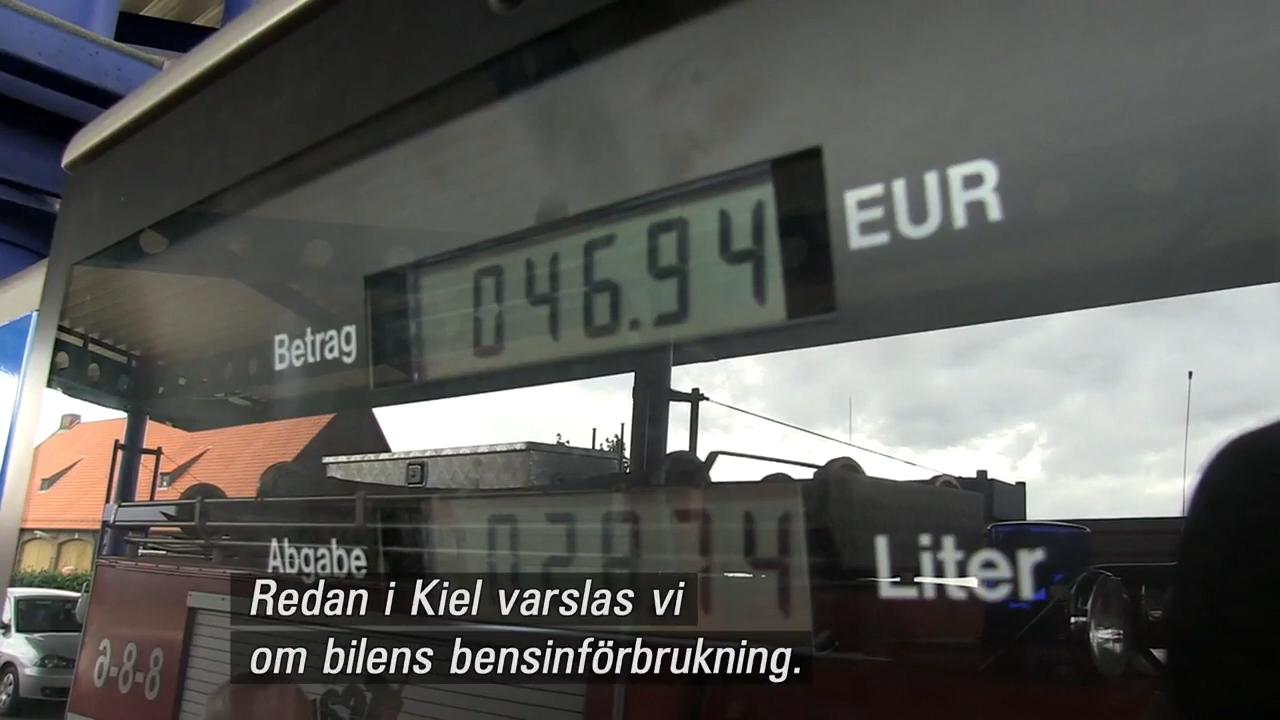 046.94 EUR
Betrag
Abgabe
Liter
Redan i Kiel varslas vi
om bilens bensinförbrukning.